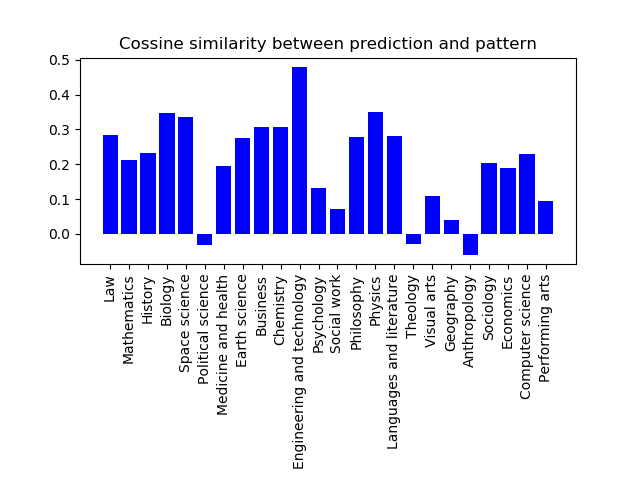 Cossine similarity between prediction and pattern
0.5
0.4
0.3
0.2
0.1
0.0
Law
Mathematics
History
Biology
Space science
Political science
Medicine and health
Earth science
Business
Chemistry
Engineering and technology
Psychology
Social work
Philosophy
Physics
Languages and literature
Theology
Visual arts
Geography
Anthropology
Sociology
Economics
Computer science
Performing arts